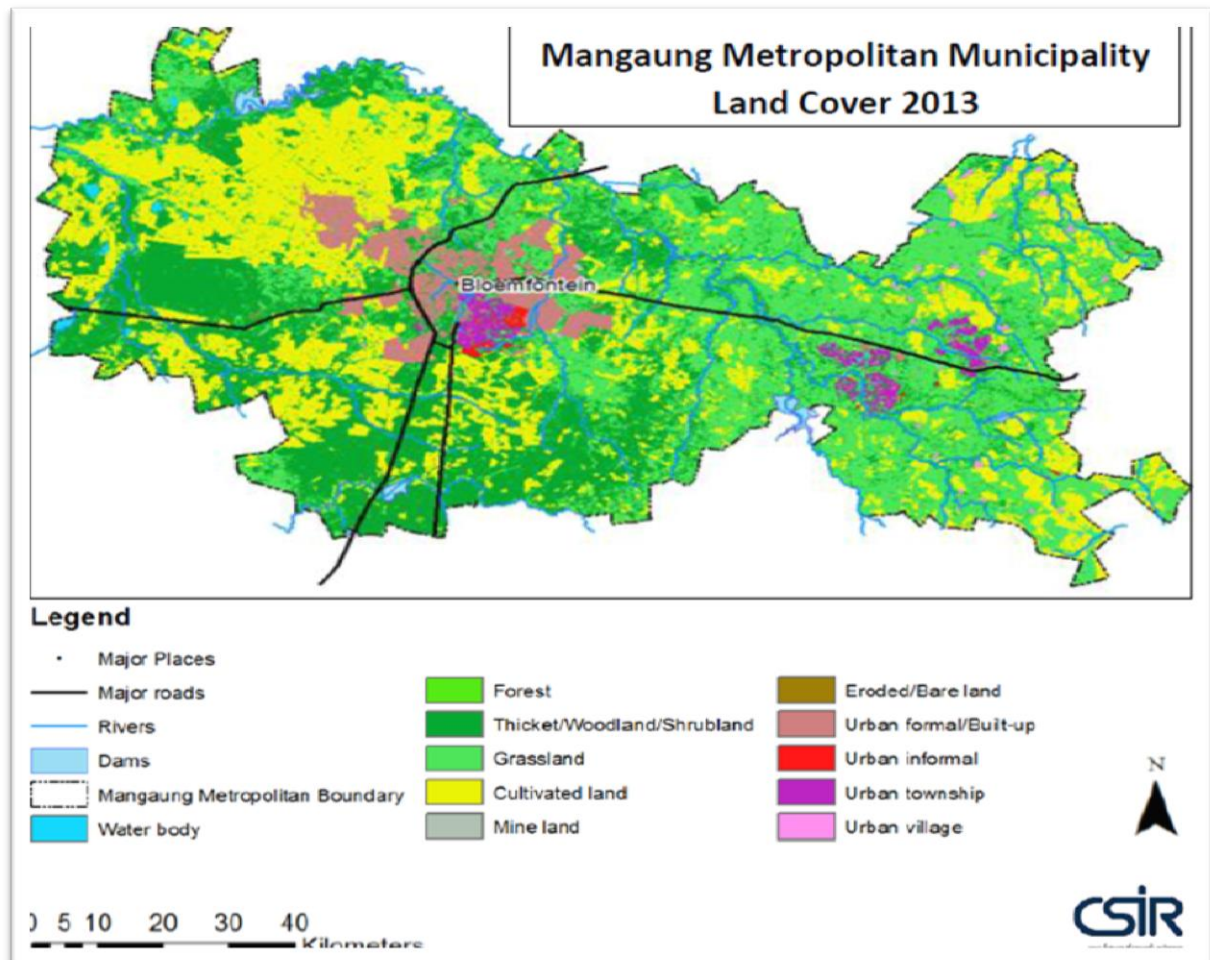 Mangaung Metropolitan Municipality
Land Cover 2013
Bloemfontein
Legend
Major Places
Major roads
Rivers
Dams
Mangaung Metropolitan Boundary
Water body
Forest
Thicket/Woodland/Shrubland
Grassland
Cultivated land
Mine land
Eroded/Bare land
Urban formal/Built-up
Urban informal
Urban township
Urban village
N
0 5 10 20 30 40
Kilometers
CSIR